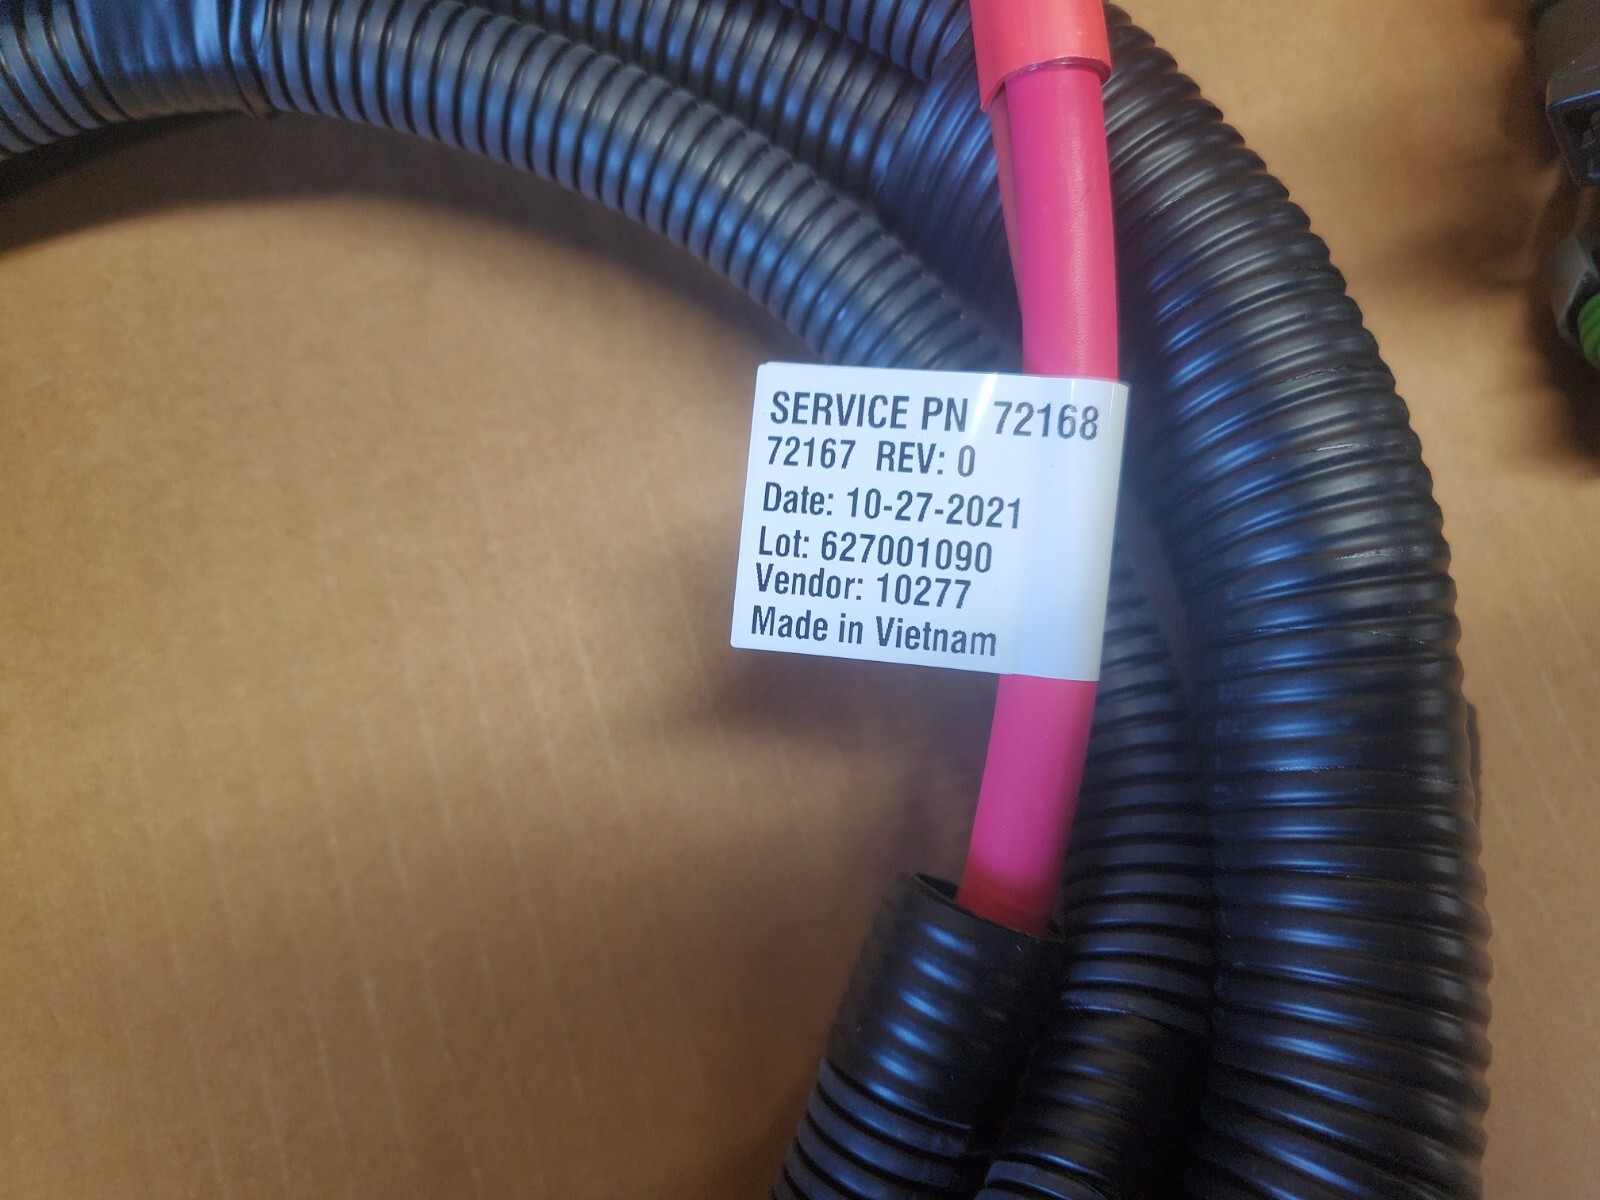 SERVICE PN 72168
72167 REV: 0
Date: 10-27-2021
Lot: 627001090
Vendor: 10277
Made in Vietnam